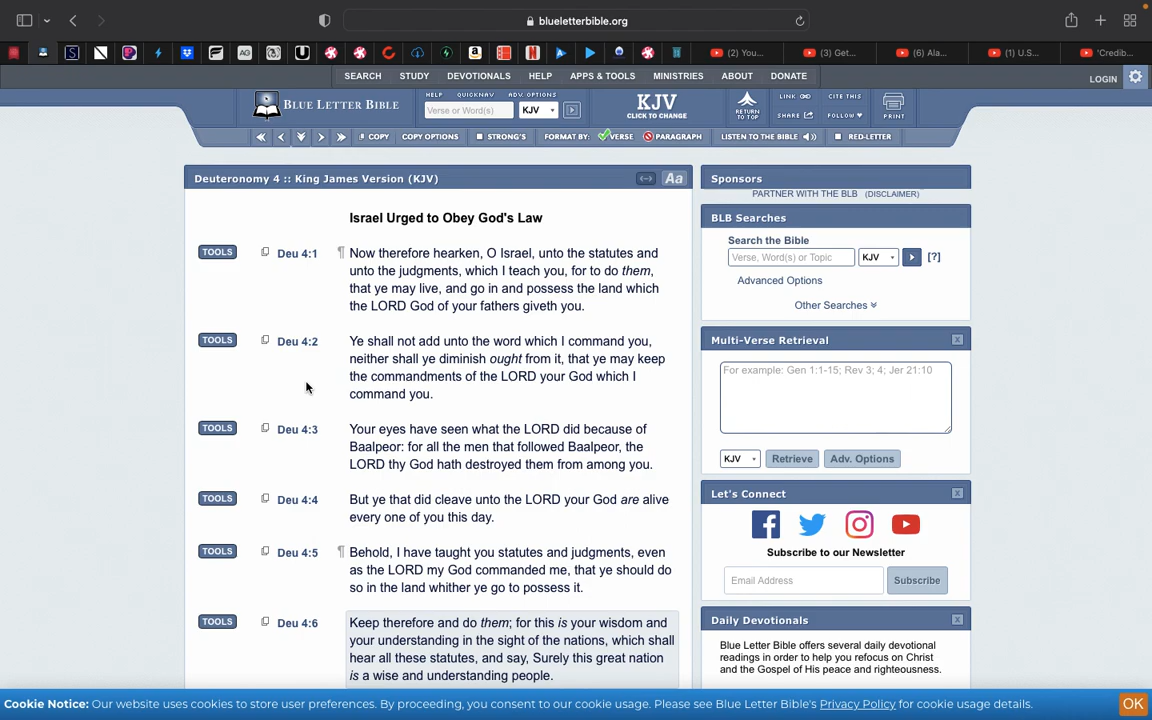 blueletterbible.org
(2) You...
(3) Get...
(6) Ala...
(1) U.S...
'Credib...
SEARCH STUDY DEVOTIONALS HELP APPS & TOOLS MINISTRIES ABOUT DONATE
LOGIN
BLUE LETTER BIBLE
HELP QUICKNAV ADV. OPTIONS
Verse or Word(s) KJV
KJV
CLICK TO CHANGE
RETURN
TO TOP
LINK CITE THIS
SHARE FOLLOW
PRINT
COPY COPY OPTIONS STRONG'S FORMAT BY: VERSE PARAGRAPH LISTEN TO THE BIBLE RED-LETTER
Deuteronomy 4 :: King James Version (KJV)
Aa
Israel Urged to Obey God's Law
TOOLS Deu 4:1 ¶ Now therefore hearken, O Israel, unto the statutes and
unto the judgments, which I teach you, for to do them,
that ye may live, and go in and possess the land which
the LORD God of your fathers giveth you.
TOOLS Deu 4:2 Ye shall not add unto the word which I command you,
neither shall ye diminish ought from it, that ye may keep
the commandments of the LORD your God which I
command you.
TOOLS Deu 4:3 Your eyes have seen what the LORD did because of
Baalpeor: for all the men that followed Baalpeor, the
LORD thy God hath destroyed them from among you.
TOOLS Deu 4:4 But ye that did cleave unto the LORD your God are alive
every one of you this day.
TOOLS Deu 4:5 ¶ Behold, I have taught you statutes and judgments, even
as the LORD my God commanded me, that ye should do
so in the land whither ye go to possess it.
TOOLS Deu 4:6 Keep therefore and do them; for this is your wisdom and
your understanding in the sight of the nations, which shall
hear all these statutes, and say, Surely this great nation
is a wise and understanding people.
Sponsors
PARTNER WITH THE BLB (DISCLAIMER)
BLB Searches
Search the Bible
Verse, Word(s) or Topic KJV [?]
Advanced Options
Other Searches
Multi-Verse Retrieval X
For example: Gen 1:1-15; Rev 3; 4; Jer 21:10
KJV Retrieve Adv. Options
Let's Connect X
Subscribe to our Newsletter
Email Address Subscribe
Daily Devotionals X
Blue Letter Bible offers several daily devotional
readings in order to help you refocus on Christ
and the Gospel of His peace and righteousness.
Cookie Notice: Our website uses cookies to store user preferences. By proceeding, you consent to our cookie usage. Please see Blue Letter Bible's Privacy Policy for cookie usage details. OK